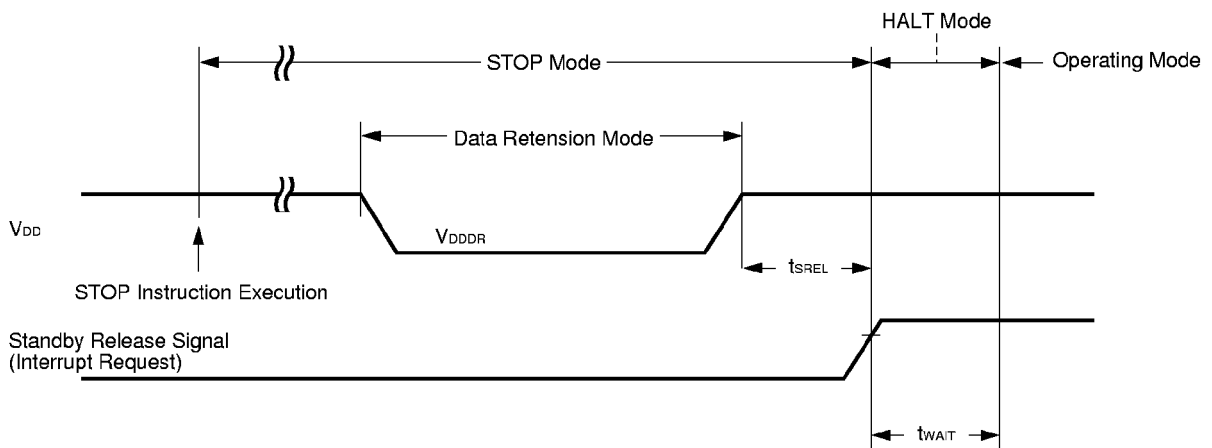 HALT Mode
STOP Mode
Operating Mode
Data Retension Mode
VDD
VDDDR
tSREL
STOP Instruction Execution
Standby Release Signal
(Interrupt Request)
tWAIT